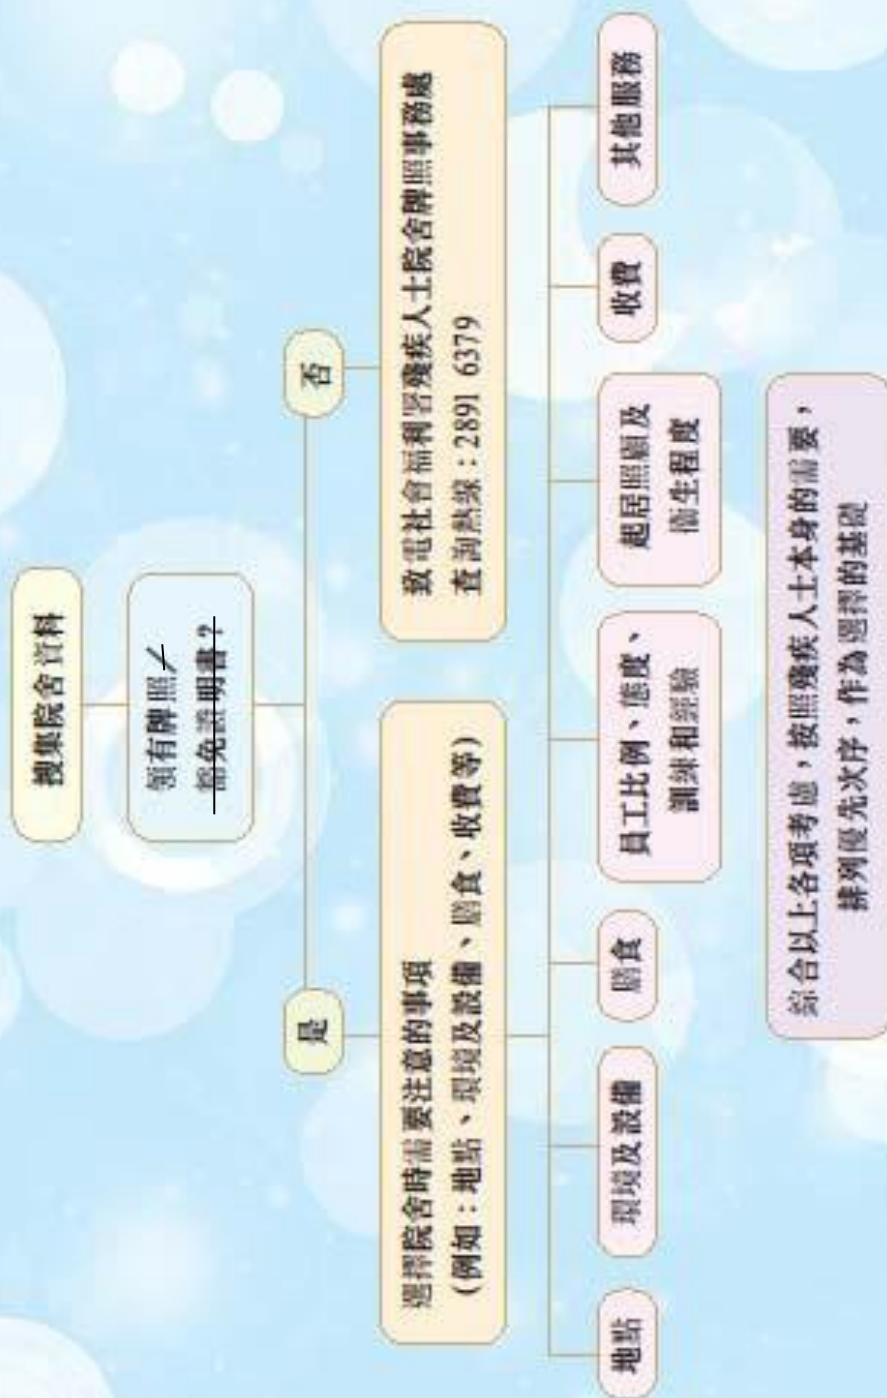 搜集院舍資料
領有牌照／
豁免證明書？
是
否
選擇院舍時需要注意的事項
(例如：地點、環境及設備、膳食、收費等)
致電社會福利署殘疾人士院舍牌照事務處
查詢熱線：2891 6379
地點
環境及設備
膳食
員工比例、態度、
訓練和經驗
起居照顧及
衞生程度
收費
其他服務
綜合以上各項考慮，按照殘疾人士本身的需要，
排列優先次序，作為選擇的基礎